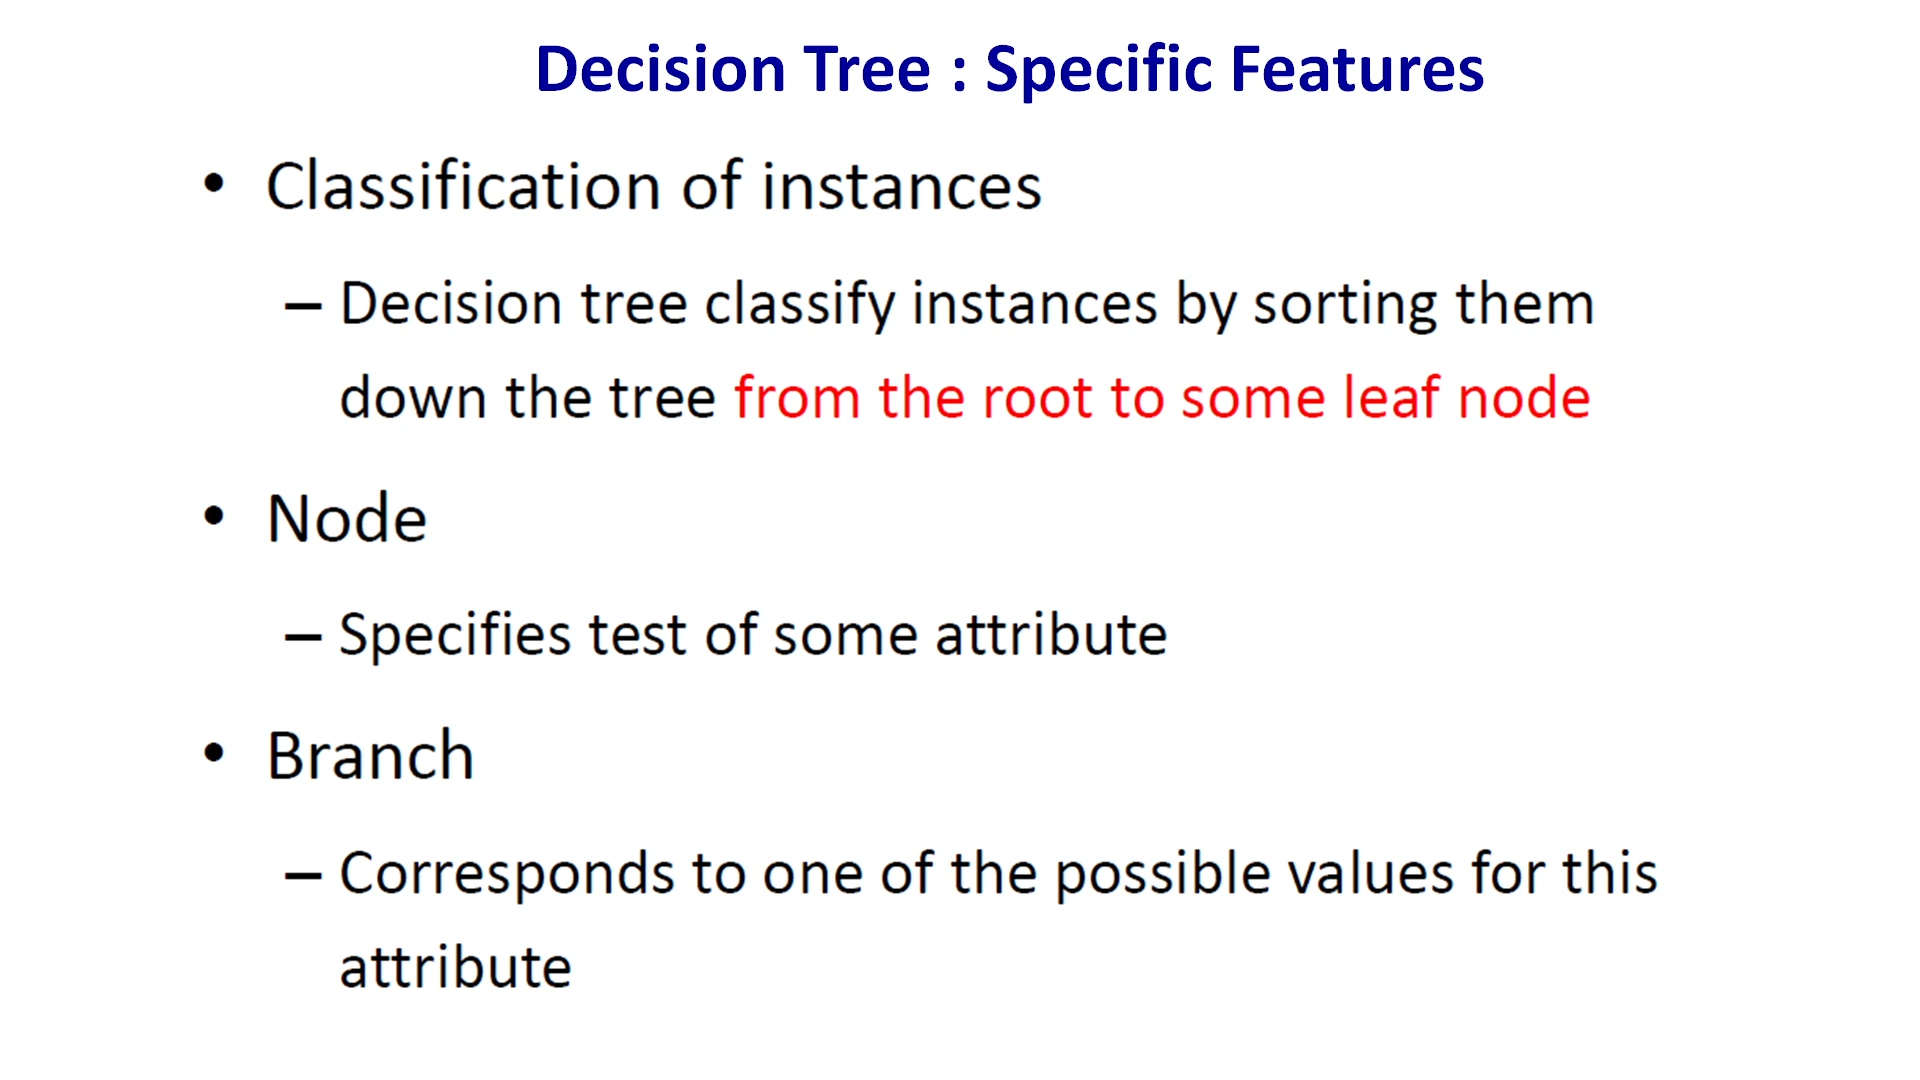 Decision Tree : Specific Features
• Classification of instances
– Decision tree classify instances by sorting them
down the tree from the root to some leaf node
• Node
– Specifies test of some attribute
• Branch
– Corresponds to one of the possible values for this
attribute